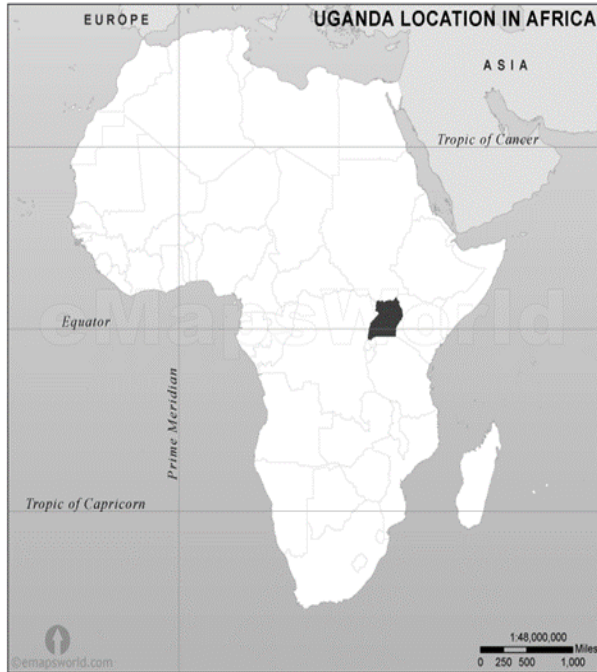 EUROPE
UGANDA LOCATION IN AFRICA
ASIA
Tropic of Cancer
eMapsWorld
Equator
Prime Meridian
Tropic of Capricorn
1:48,000,000
Miles
0 250 500 1,000
©emapsworld.com